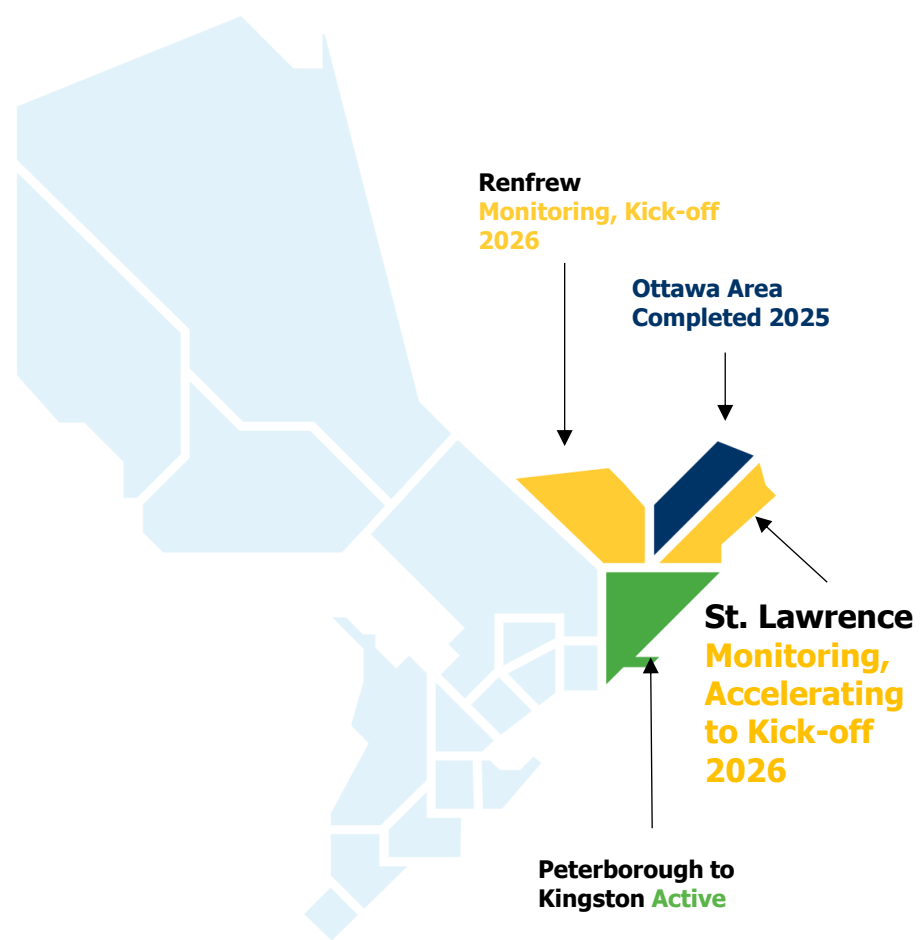 Renfrew
Monitoring, Kick-off
2026
Ottawa Area
Completed 2025
St. Lawrence
Monitoring,
Accelerating
to Kick-off
2026
Peterborough to
Kingston Active